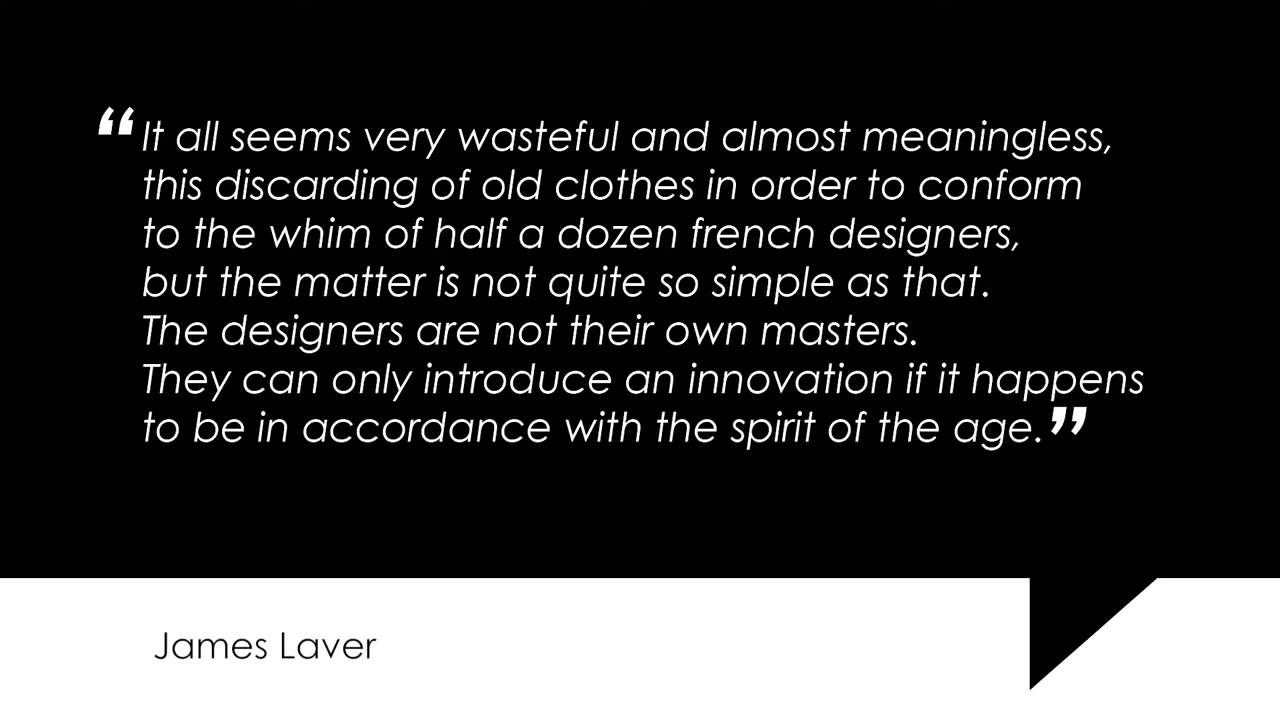 “It all seems very wasteful and almost meaningless,
this discarding of old clothes in order to conform
to the whim of half a dozen french designers,
but the matter is not quite so simple as that.
The designers are not their own masters.
They can only introduce an innovation if it happens
to be in accordance with the spirit of the age.”
James Laver